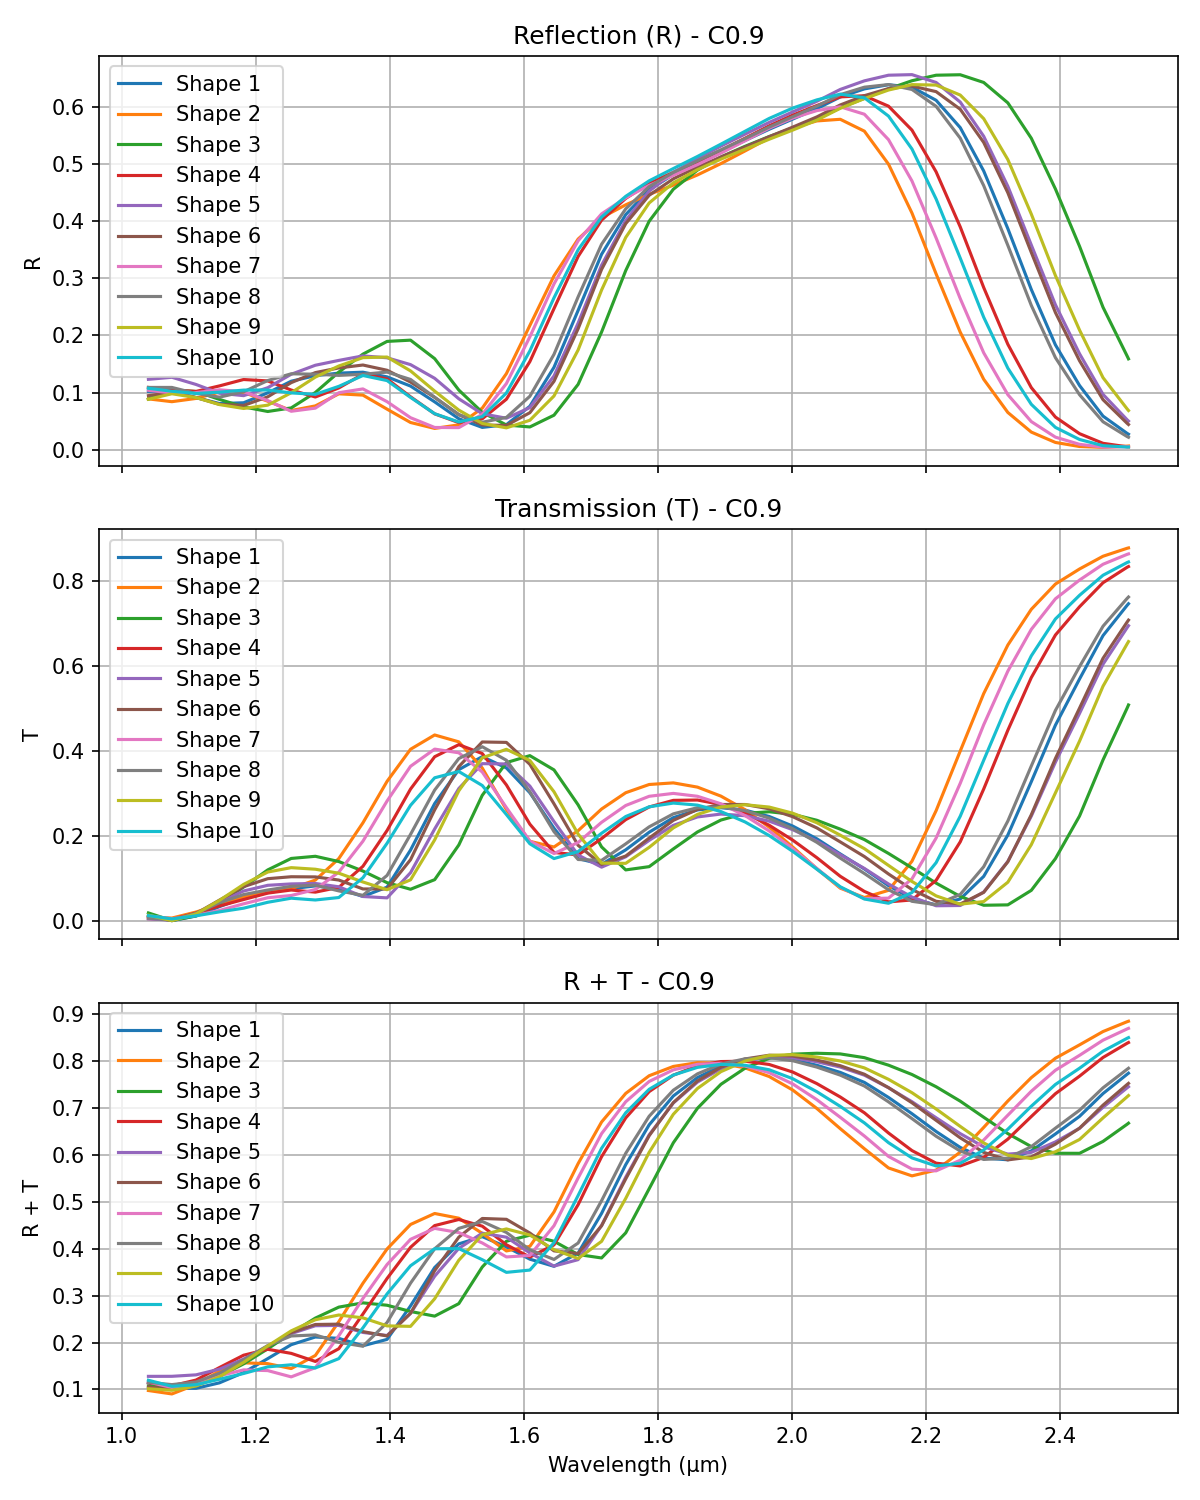 Reflection (R) - C0.9
Shape 1
Shape 2
Shape 3
Shape 4
Shape 5
Shape 6
Shape 7
Shape 8
Shape 9
Shape 10
R
0.6
0.5
0.4
0.3
0.2
0.1
0.0
Transmission (T) - C0.9
Shape 1
Shape 2
Shape 3
Shape 4
Shape 5
Shape 6
Shape 7
Shape 8
Shape 9
Shape 10
T
0.8
0.6
0.4
0.2
0.0
R + T - C0.9
Shape 1
Shape 2
Shape 3
Shape 4
Shape 5
Shape 6
Shape 7
Shape 8
Shape 9
Shape 10
R + T
0.9
0.8
0.7
0.6
0.5
0.4
0.3
0.2
0.1
1.0 1.2 1.4 1.6 1.8 2.0 2.2 2.4
Wavelength (μm)